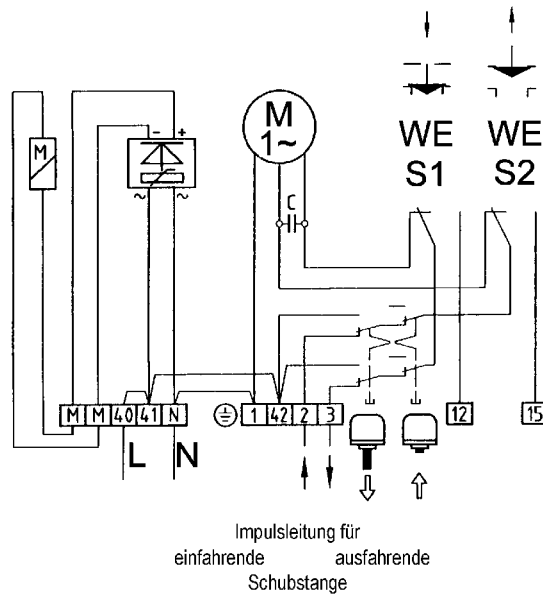 WE WE
S1 S2
M
1~
C
M
- +
~ ~
M M 40 41 N
1 42 2 3
12
15
L N
Impulsleitung für
einfahrende ausfahrende
Schubstange